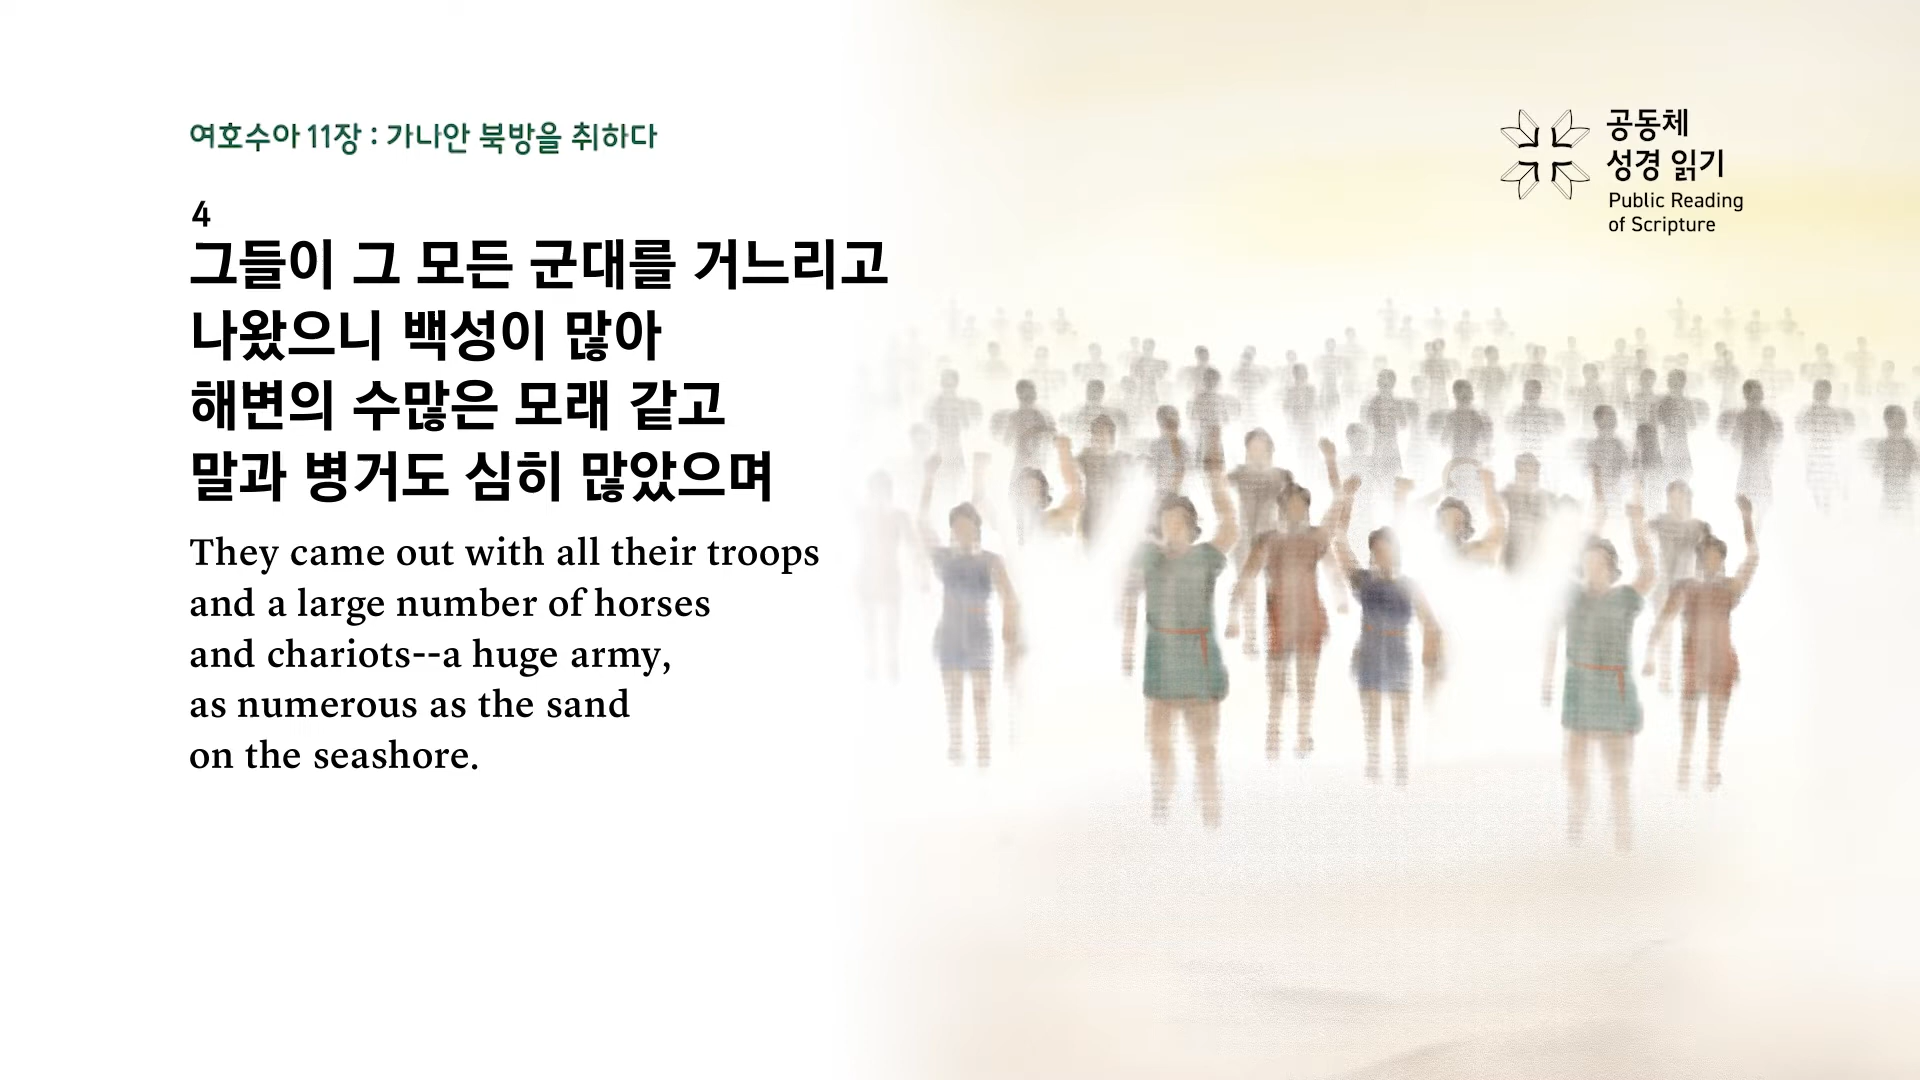 여호수아 11장 : 가나안 북방을 취하다
4
그들이 그 모든 군대를 거느리고
나왔으니 백성이 많아
해변의 수많은 모래 같고
말과 병거도 심히 많았으며
They came out with all their troops
and a large number of horses
and chariots--a huge army,
as numerous as the sand
on the seashore.
공동체
성경 읽기
Public Reading
of Scripture